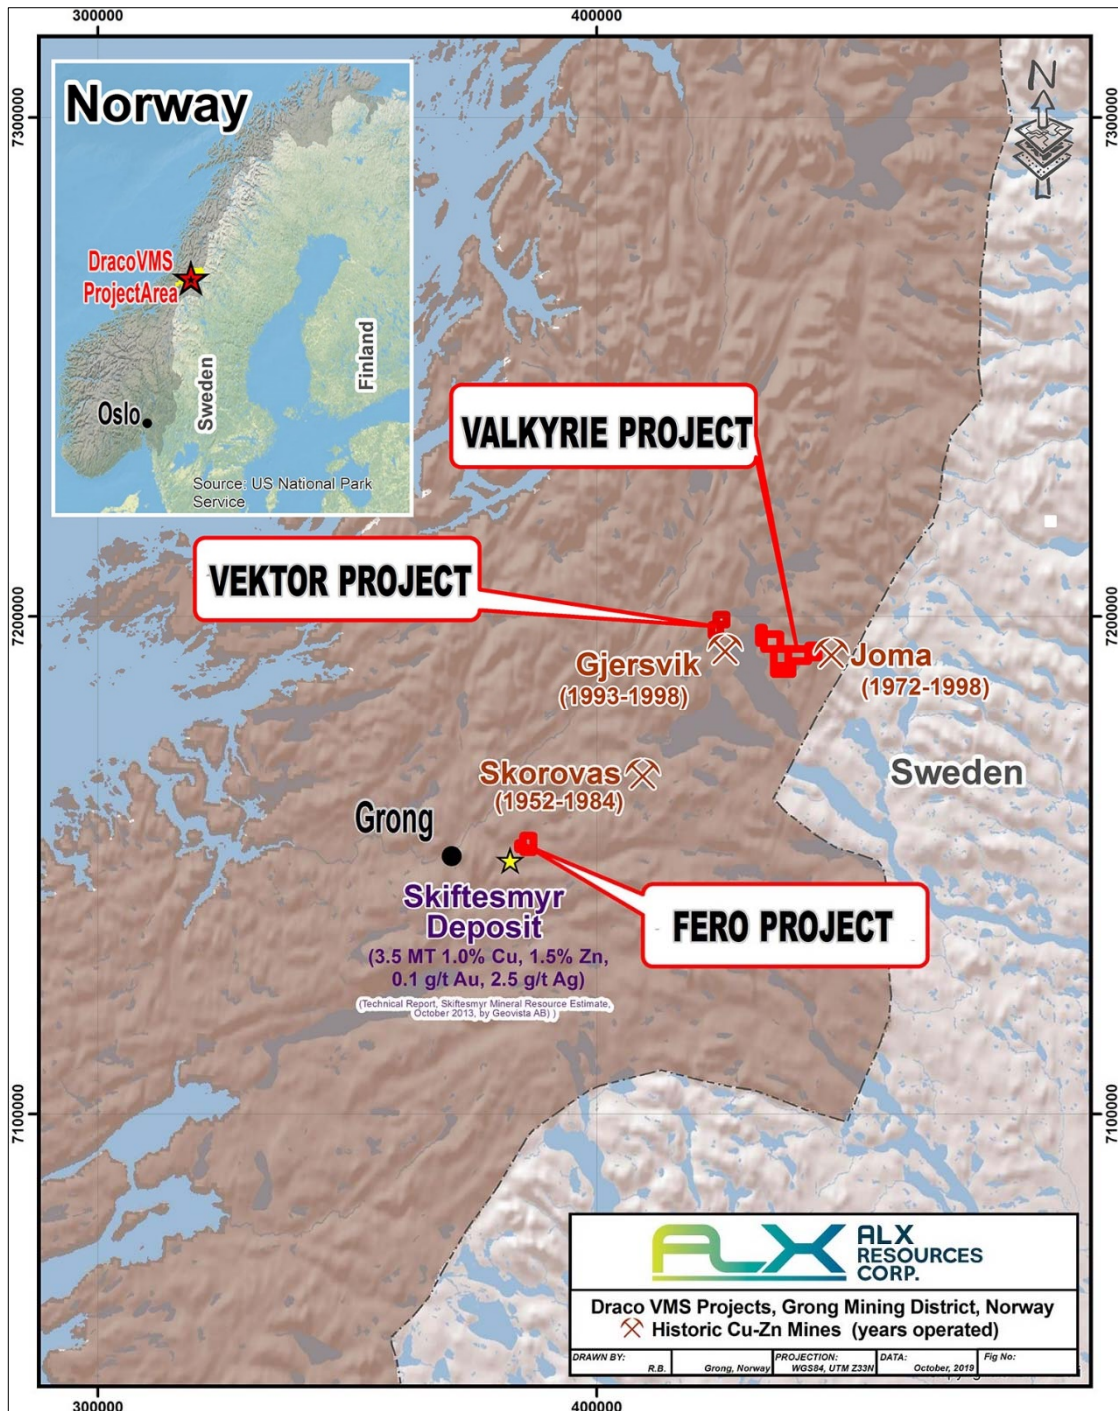 300000
400000
7300000
7300000
N
Norway
DracoVMS
ProjectArea
Sweden
Finland
Oslo
Source: US National Park
Service
VALKYRIE PROJECT
VEKTOR PROJECT
7200000
7200000
Gjersvik
(1993-1998)
Joma
(1972-1998)
Skorovas
(1952-1984)
Sweden
Grong
Skiftesmyr
Deposit
(3.5 MT 1.0% Cu, 1.5% Zn,
0.1 g/t Au, 2.5 g/t Ag)
(Technical Report, Skiftesmyr Mineral Resource Estimate,
October 2013, by Geovista AB) )
FERO PROJECT
7100000
7100000
ALX
ALX
RESOURCES
CORP.
Draco VMS Projects, Grong Mining District, Norway
Historic Cu-Zn Mines (years operated)
DRAWN BY:
R.B.
Grong, Norway
PROJECTION:
WGS84, UTM Z33N
DATA:
October, 2019
Fig No:
300000
400000